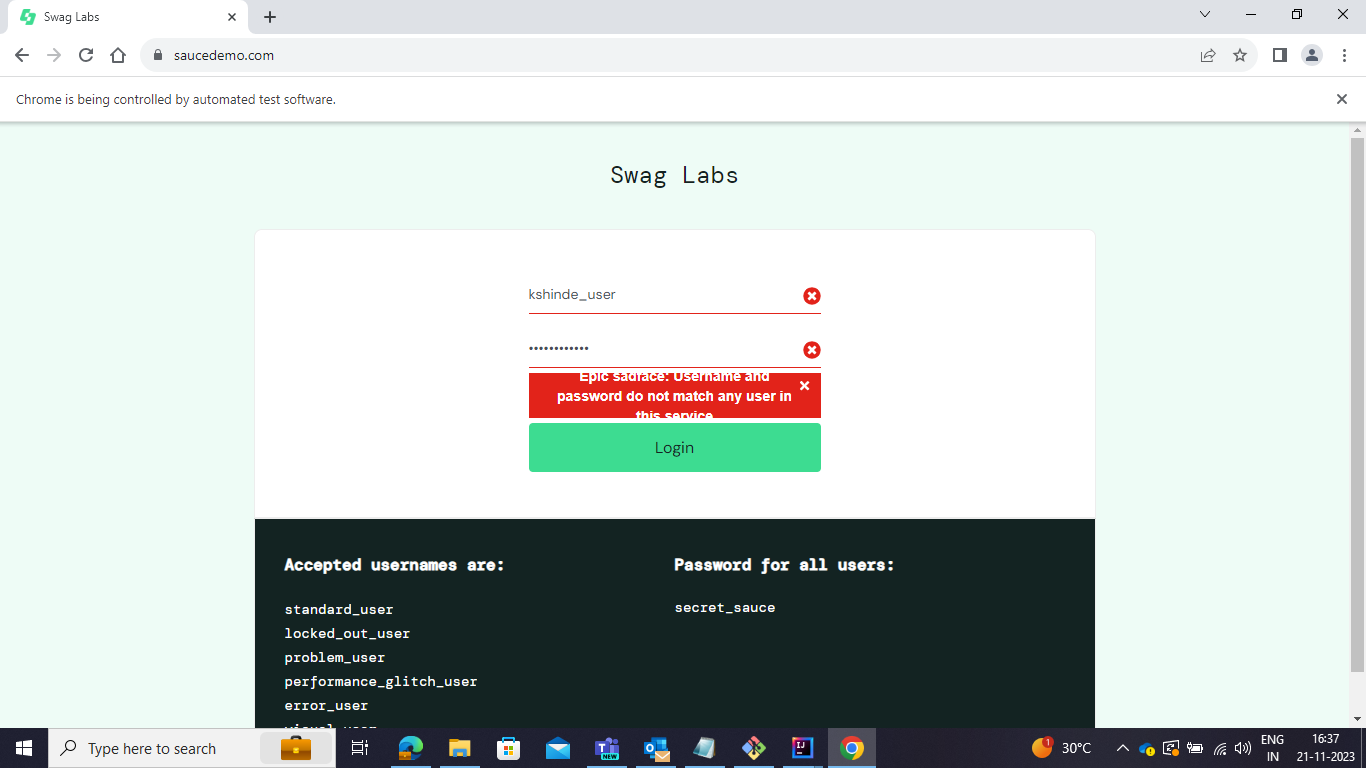 Swag Labs
saucedemo.com
Chrome is being controlled by automated test software.
Swag Labs
kshinde_user
••••••••••••
Epic sadface: Username and
password do not match any user in
this service
Login
Accepted usernames are:
standard_user
locked_out_user
problem_user
performance_glitch_user
error_user
Password for all users:
secret_sauce
Type here to search
NEW
1
30°C
ENG
IN
16:37
21-11-2023